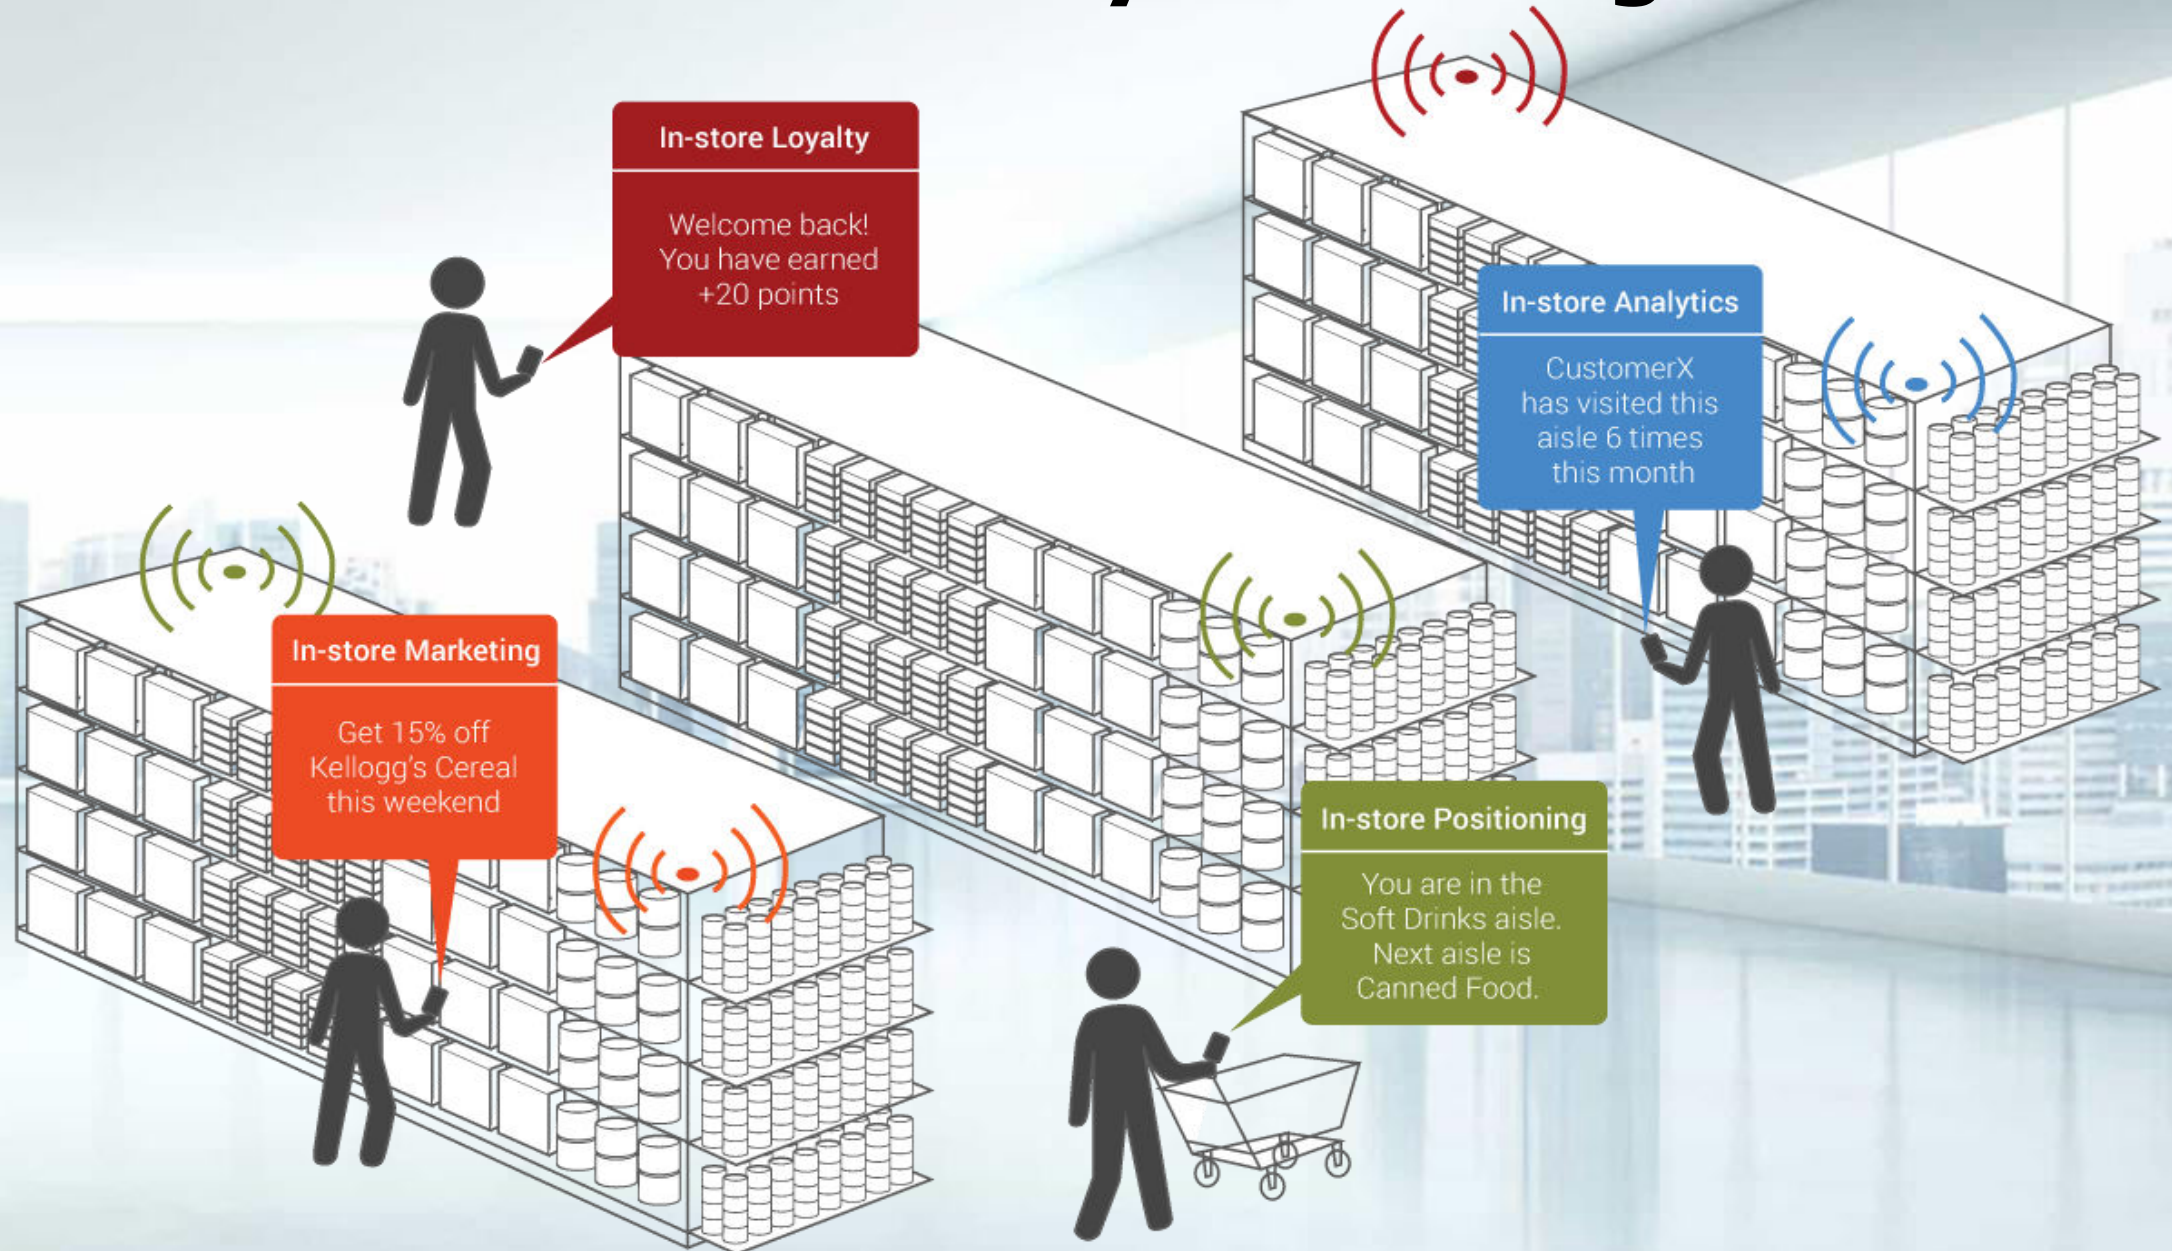 In-store Loyalty
Welcome back!
You have earned
+20 points
In-store Analytics
CustomerX
has visited this
aisle 6 times
this month
In-store Marketing
Get 15% off
Kellogg's Cereal
this weekend
In-store Positioning
You are in the
Soft Drinks aisle.
Next aisle is
Canned Food.